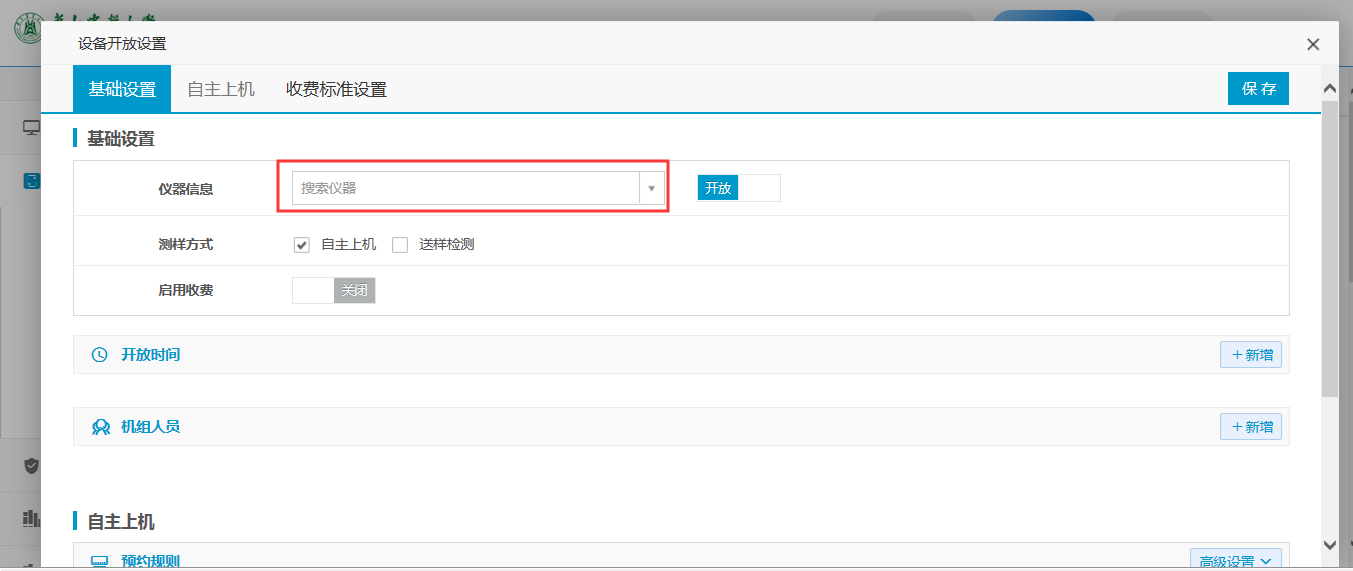 设备开放设置
基础设置 自主上机 收费标准设置 保 存
基础设置
仪器信息 搜索仪器 开放
测样方式 自主上机 送样检测
启用收费 关闭
开放时间 +新增
机组人员 +新增
自主上机
预约规则 高级设置